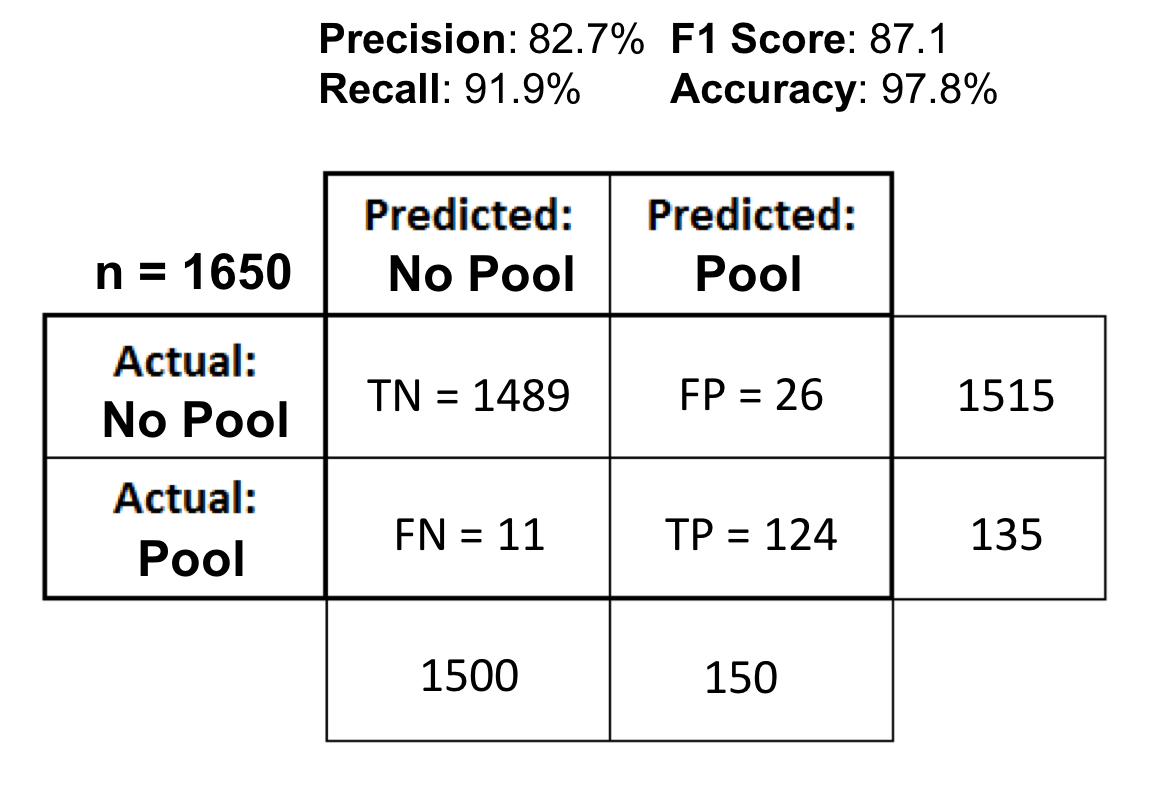 Precision: 82.7% F1 Score: 87.1
Recall: 91.9% Accuracy: 97.8%
Predicted: Predicted:
n = 1650 No Pool Pool
Actual:
No Pool
TN = 1489 FP = 26 1515
Actual:
Pool
FN = 11 TP = 124 135
1500 150